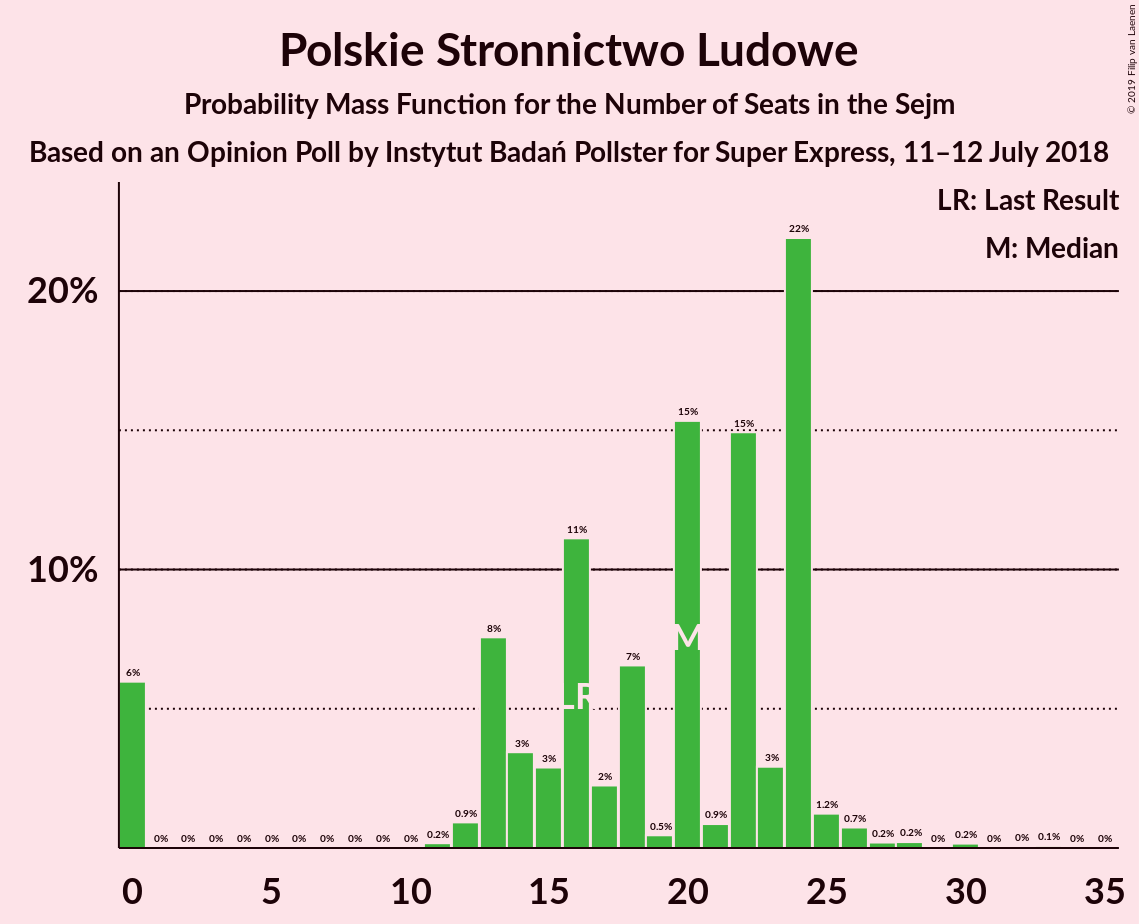 Polskie Stronnictwo Ludowe
Probability Mass Function for the Number of Seats in the Sejm
Based on an Opinion Poll by Instytut Badań Pollster for Super Express, 11–12 July 2018
© 2019 Filip van Laenen
LR: Last Result
M: Median
20%
10%
6% 0% 0% 0% 0% 0% 0% 0% 0% 0% 0% 0.2% 0.9% 8% 3% 3% 11% 2% 7% 0.5% 15% 0.9% 15% 3% 22% 1.2% 0.7% 0.2% 0.2% 0% 0.2% 0% 0% 0.1% 0% 0%
LR
M
0 5 10 15 20 25 30 35